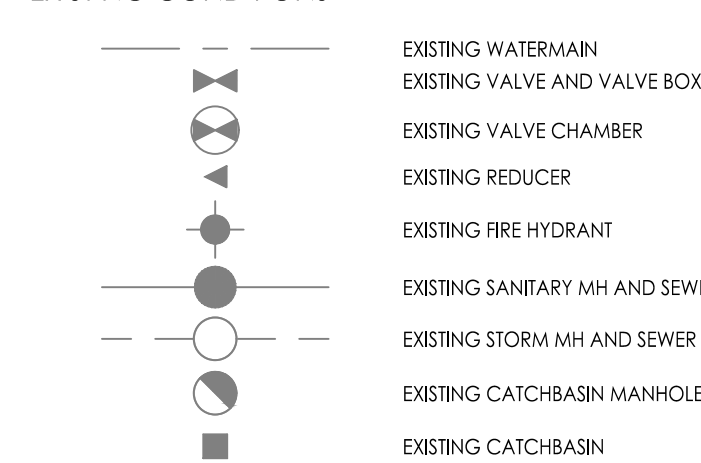 EXISTING WATERMAIN
EXISTING VALVE AND VALVE BOX
EXISTING VALVE CHAMBER
EXISTING REDUCER
EXISTING FIRE HYDRANT
EXISTING SANITARY MH AND
EXISTING STORM MH AND SEWER
EXISTING CATCHBASIN MANHOLE
EXISTING CATCHBASIN